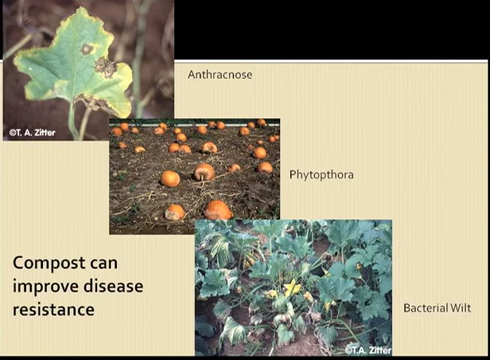 Anthracnose
©T. A. Zitter
Phytopthora
Compost can
improve disease
resistance
Bacterial Wilt
©T.A. Zitter